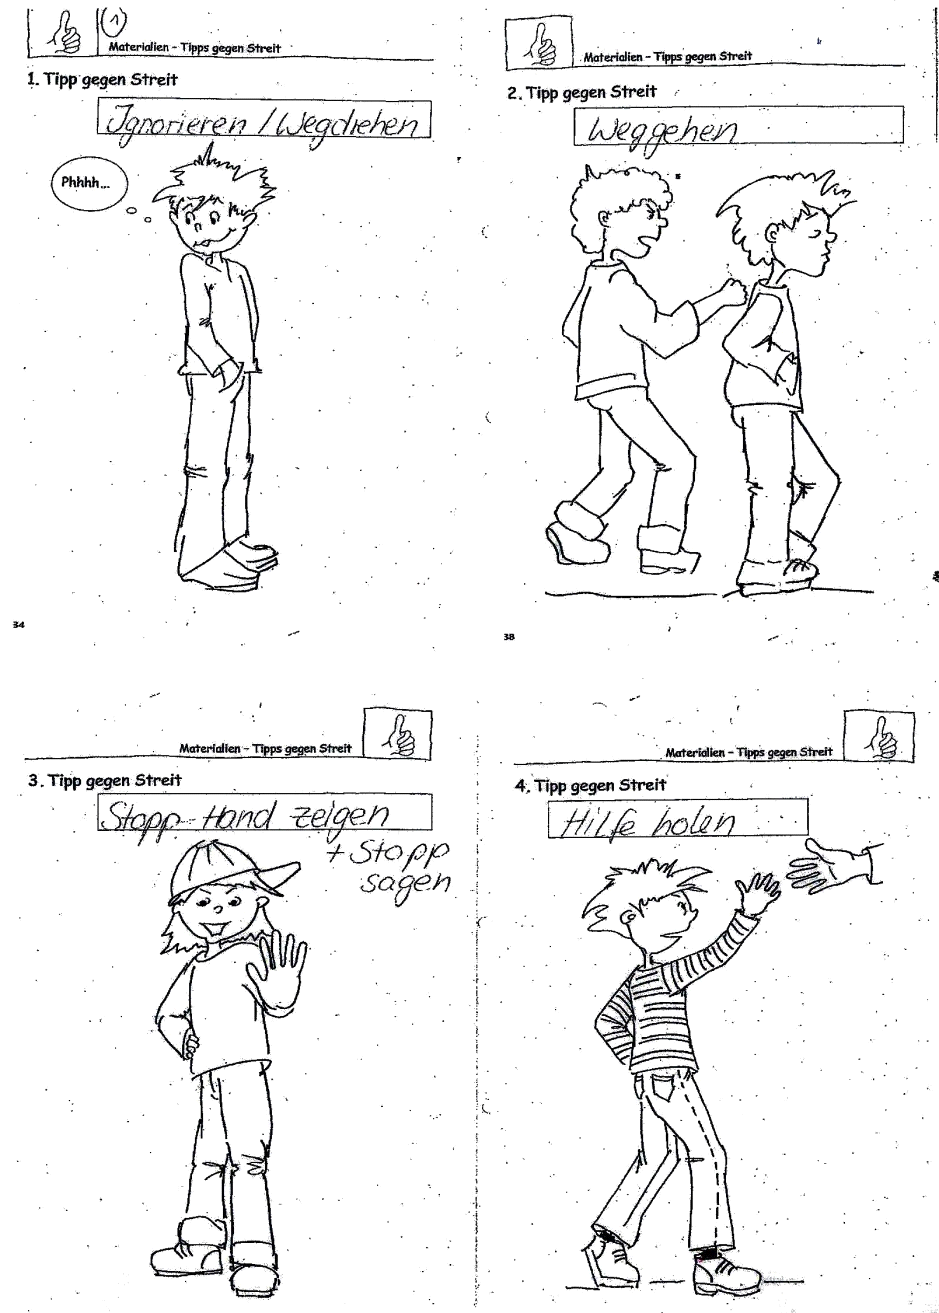 1
Materialien – Tipps gegen Streit
1. Tipp gegen Streit
Ignorieren / Wegdrehen
Phhhh...
34
Materialien – Tipps gegen Streit
2. Tipp gegen Streit
Weggehen
38
Materialien – Tipps gegen Streit
3. Tipp gegen Streit
Stopp-Hand zeigen
+ Stopp
sagen
Materialien – Tipps gegen Streit
4. Tipp gegen Streit
Hilfe holen